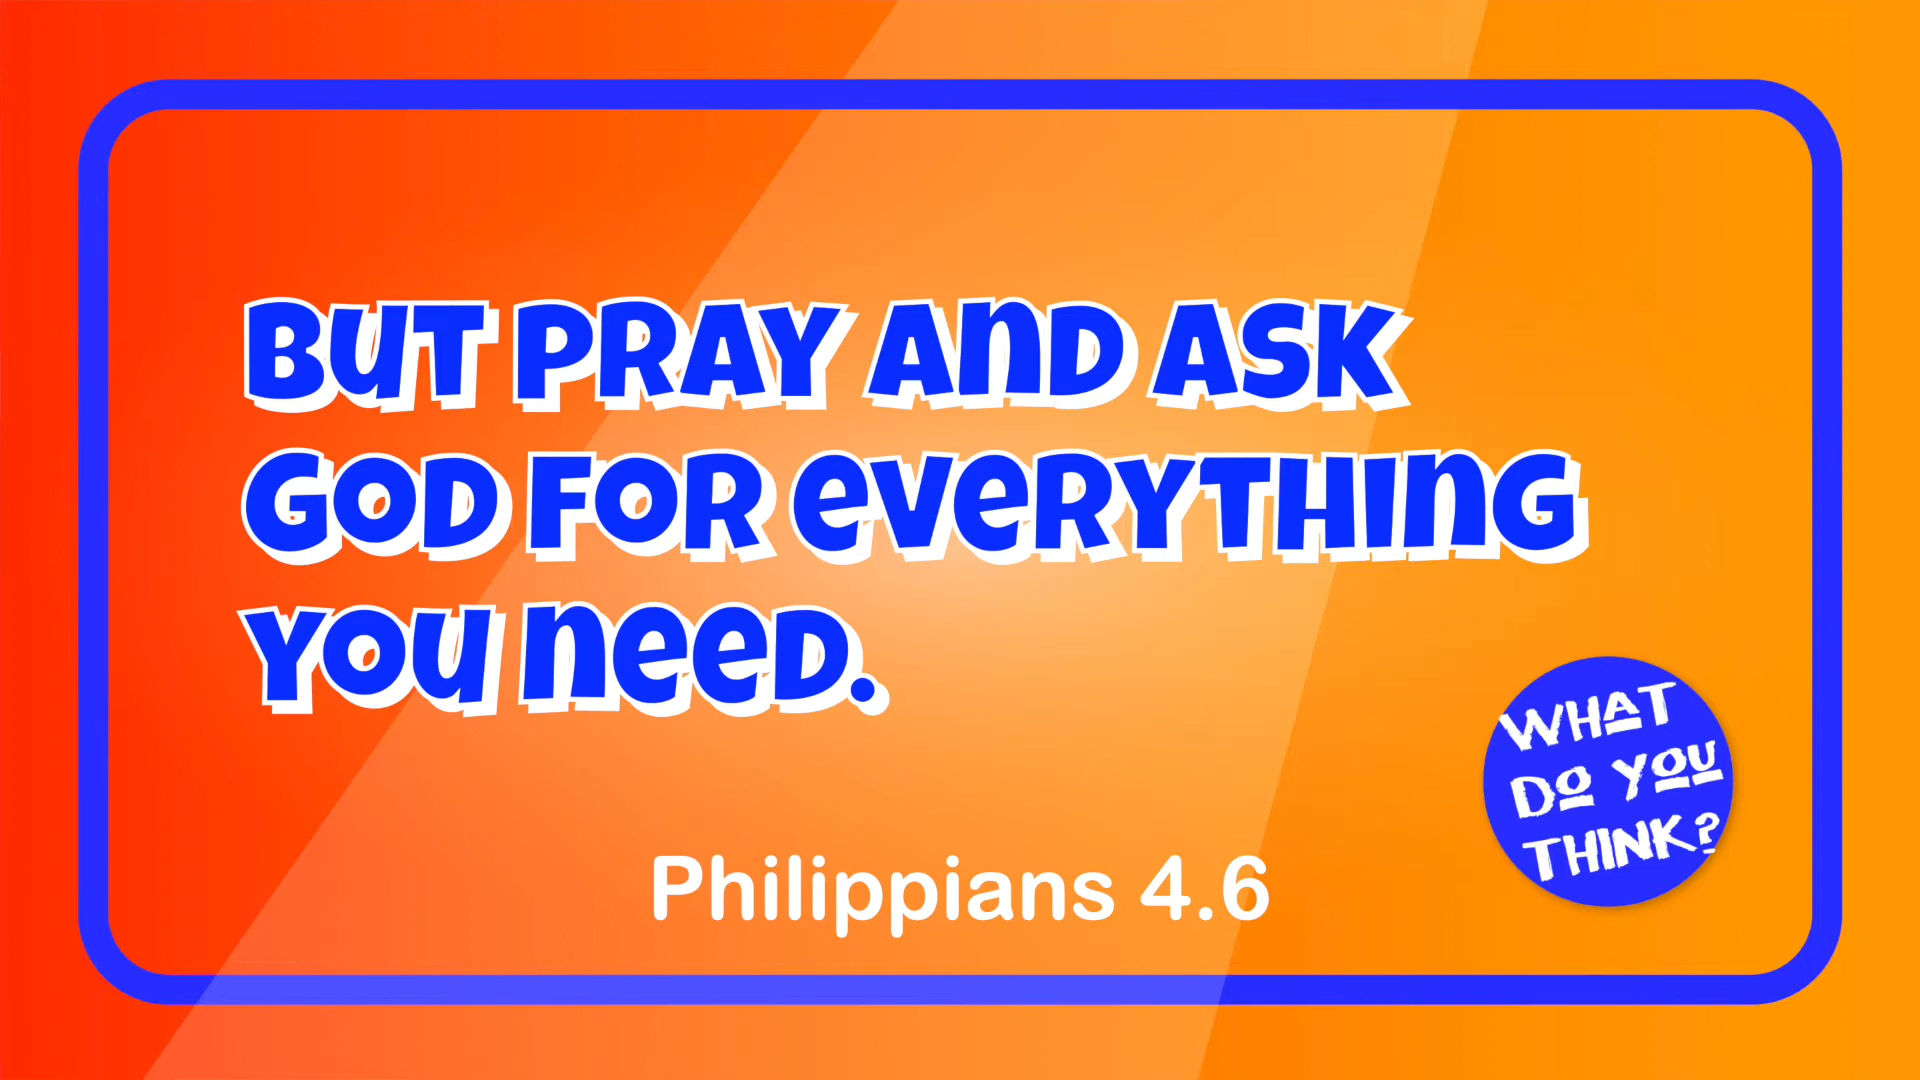 BUT PRAY AND ASK
GOD FOR EVERYTHING
YOU NEED.
WHAT
DO YOU
THINK?
Philippians 4.6